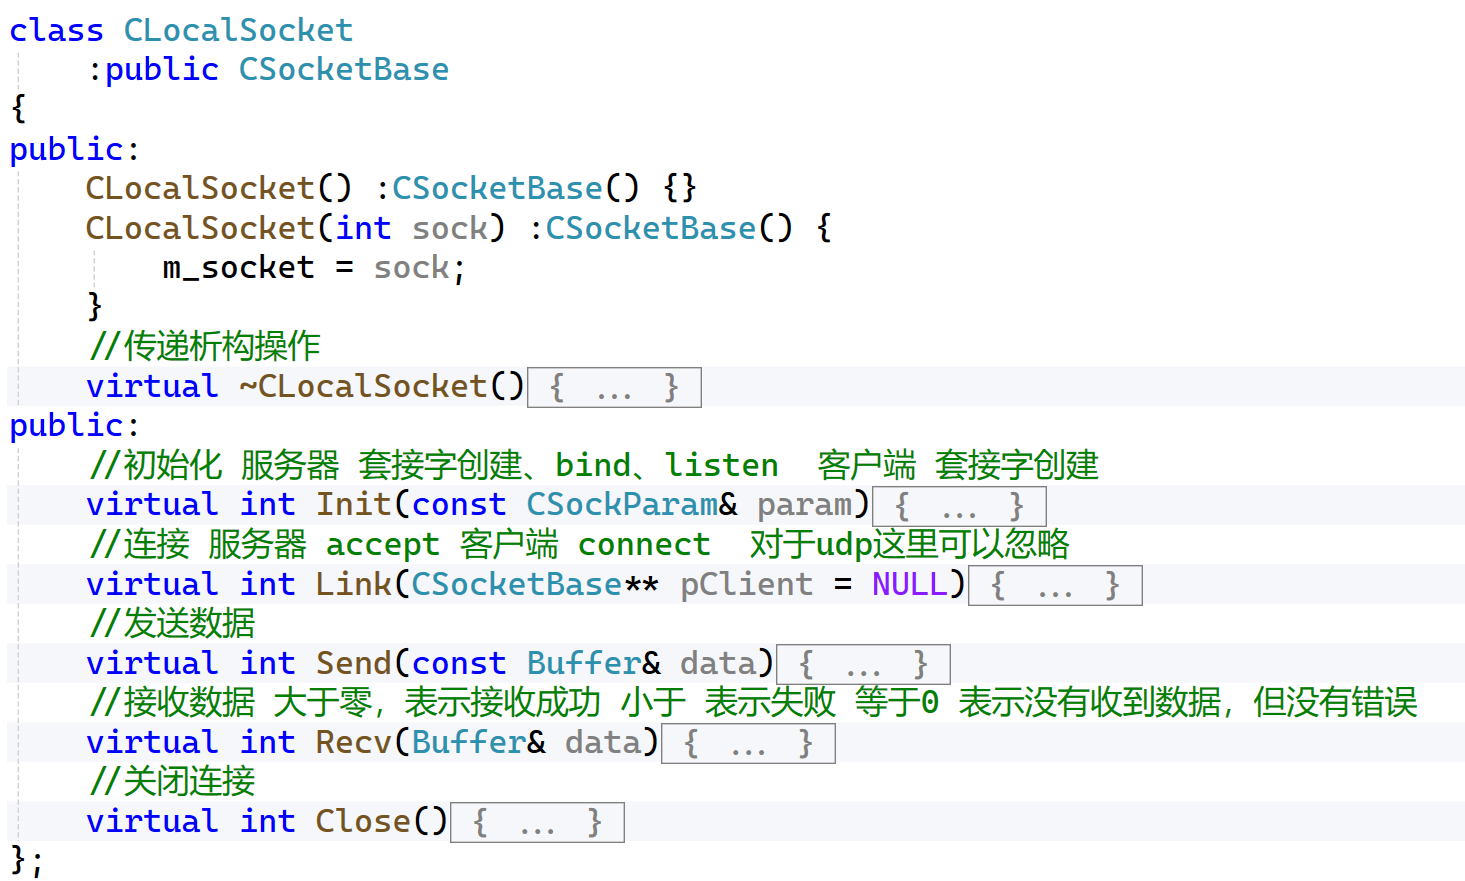 class CLocalSocket
    :public CSocketBase
{
public:
    CLocalSocket() :CSocketBase() {}
    CLocalSocket(int sock) :CSocketBase() {
        m_socket = sock;
    }
    //传递析构操作
    virtual ~CLocalSocket(){ ... }
public:
    //初始化 服务器 套接字创建、bind、listen  客户端 套接字创建
    virtual int Init(const CSockParam& param){ ... }
    //连接 服务器 accept 客户端 connect  对于udp这里可以忽略
    virtual int Link(CSocketBase** pClient = NULL){ ... }
    //发送数据
    virtual int Send(const Buffer& data){ ... }
    //接收数据 大于零，表示接收成功 小于 表示失败 等于0 表示没有收到数据，但没有错误
    virtual int Recv(Buffer& data){ ... }
    //关闭连接
    virtual int Close(){ ... }
};